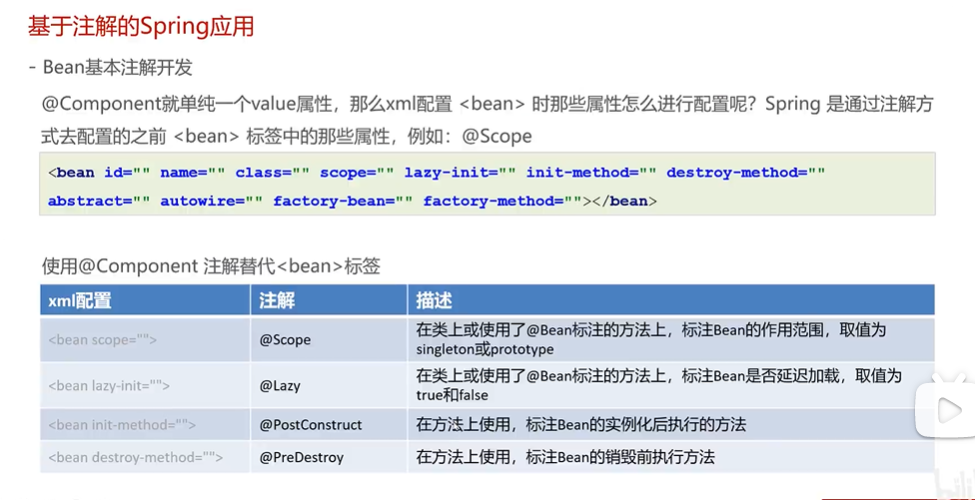 基于注解的Spring应用
- Bean基本注解开发
@Component就单纯一个value属性，那么xml配置 <bean> 时那些属性怎么进行配置呢？Spring 是通过注解方
式去配置的之前 <bean> 标签中的那些属性，例如：@Scope
<bean id="" name="" class="" scope="" lazy-init="" init-method="" destroy-method=""
abstract="" autowire="" factory-bean="" factory-method=""></bean>
使用@Component 注解替代<bean>标签
xml配置 注解 描述
<bean scope=""> @Scope 在类上或使用了@Bean标注的方法上，标注Bean的作用范围，取值为
singleton或prototype
<bean lazy-init=""> @Lazy 在类上或使用了@Bean标注的方法上，标注Bean是否延迟加载，取值为
true和false
<bean init-method=""> @PostConstruct 在方法上使用，标注Bean的实例化后执行的方法
<bean destroy-method=""> @PreDestroy 在方法上使用，标注Bean的销毁前执行方法